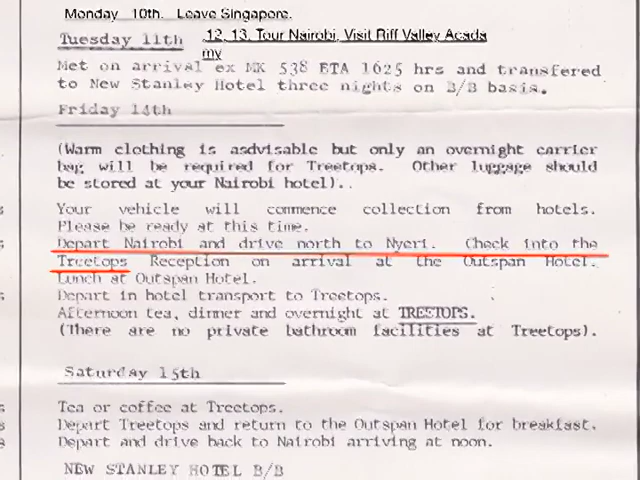 Monday 10th. Leave Singapore.
Tuesday 11th ,12, 13. Tour Nairobi, Visit Riff Valley Acada
my
Met on arrival ex MK 538 ETA 1625 hrs and transfered
to New Stanley Hotel three nights on B/B basis.
Friday 14th
(Warm clothing is asdvisable but only an overnight carrier
bag will be required for Treetops. Other luggage should
be stored at your Nairobi hotel)..
Your vehicle will commence collection from hotels.
Please be ready at this time.
Depart Nairobi and drive north to Nyeri. Check into the
Treetops Reception on arrival at the Outspan Hotel.
Lunch at Outspan Hotel.
Depart in hotel transport to Treetops.
Afternoon tea, dinner and overnight at TREETOPS.
(There are no private bathroom facilities at Treetops).
Saturday 15th
Tea or coffee at Treetops.
Depart Treetops and return to the Outspan Hotel for breakfast.
Depart and drive back to Nairobi arriving at noon.
NEW STANLEY HOTEL B/B